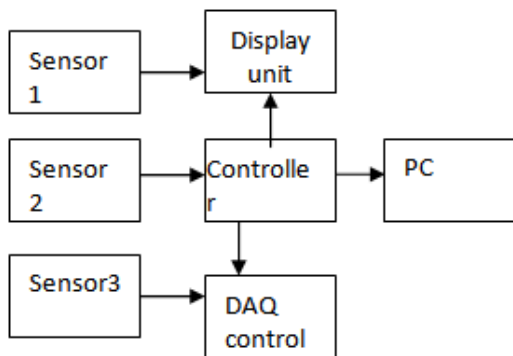 Sensor
1
Display
unit
Sensor
2
Controlle
r
PC
Sensor3
DAQ
control